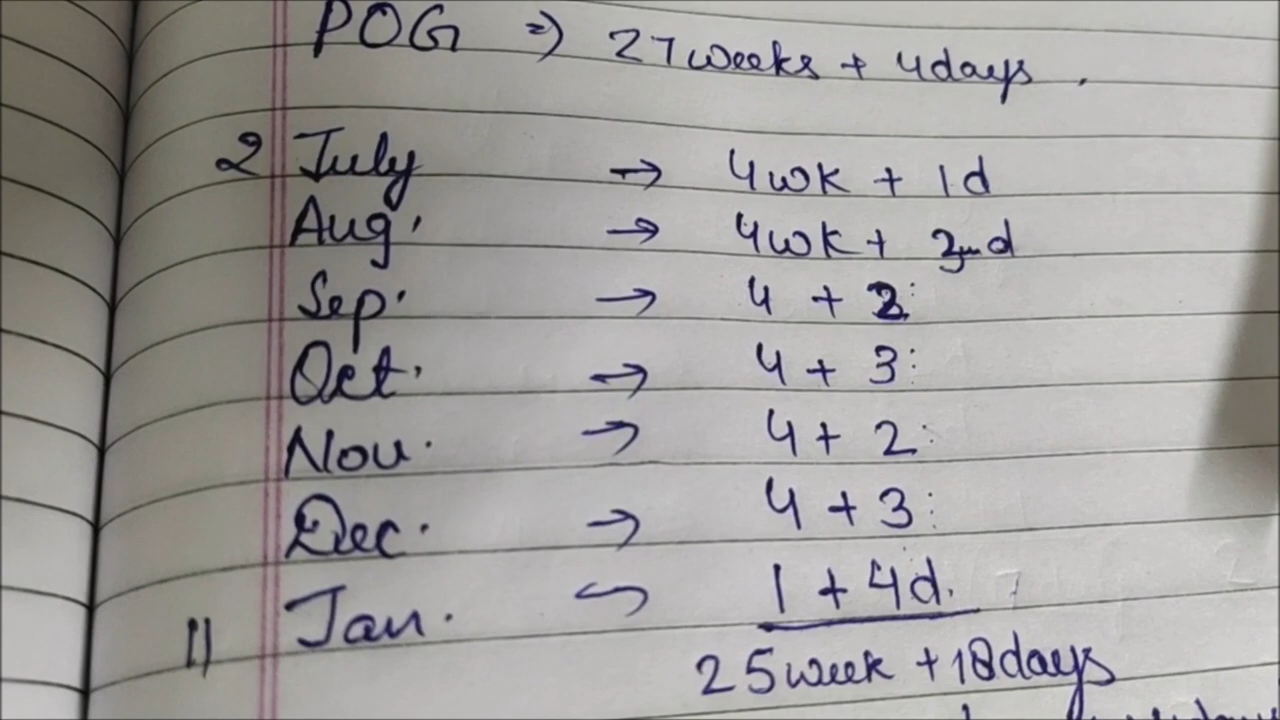 POG => 27weeks + 4days.
2 July → 4wk + 1d
Aug. → 4wk + 3d
Sep. → 4 + 2
Oct. → 4 + 3
Nov. → 4 + 2
Dec. → 4 + 3
11 Jan. → 1 + 4d.
25week + 18days